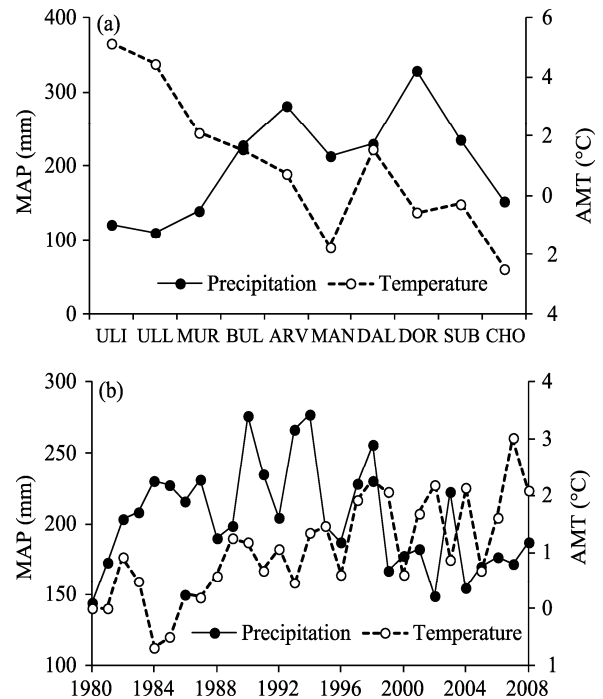 (a)
MAP (mm)
400
300
200
100
0
6
4
2
0
2
4
AMT (°C)
Precipitation Temperature
ULI ULL MUR BUL ARV MAN DAL DOR SUB CHO
(b)
MAP (mm)
300
250
200
150
100
4
3
2
1
0
1
AMT (°C)
Precipitation Temperature
1980 1984 1988 1992 1996 2000 2004 2008